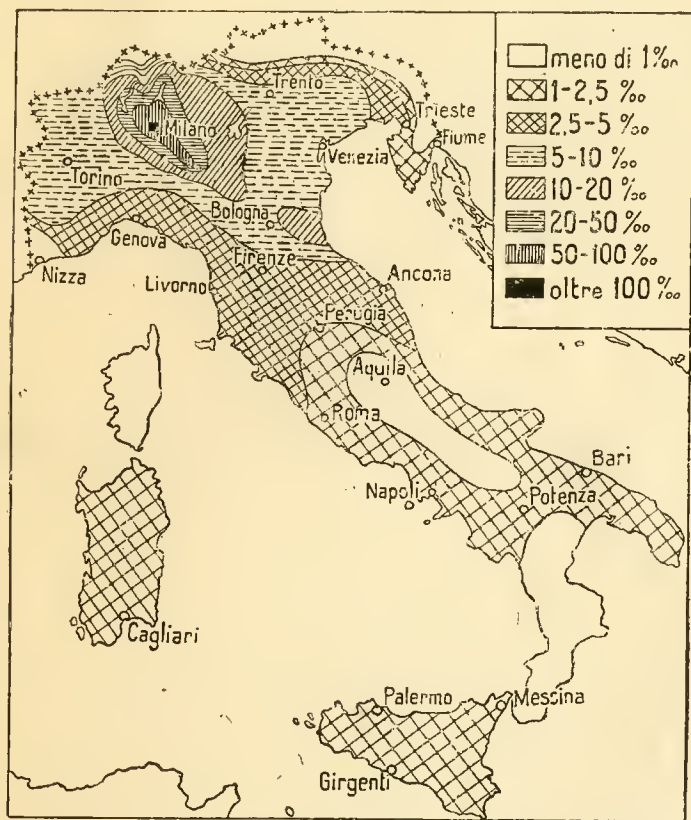 meno di 1‰
1-2,5 ‰
2,5-5 ‰
5-10 ‰
10-20 ‰
20-50 ‰
50-100 ‰
oltre 100 ‰
Trento
Trieste
Fiume
Milano
Venezia
Torino
Bologna
Genova
Nizza
Firenze
Livorno
Ancona
Perugia
Aquila
Roma
Bari
Napoli
Potenza
Cagliari
Palermo
Messina
Girgenti